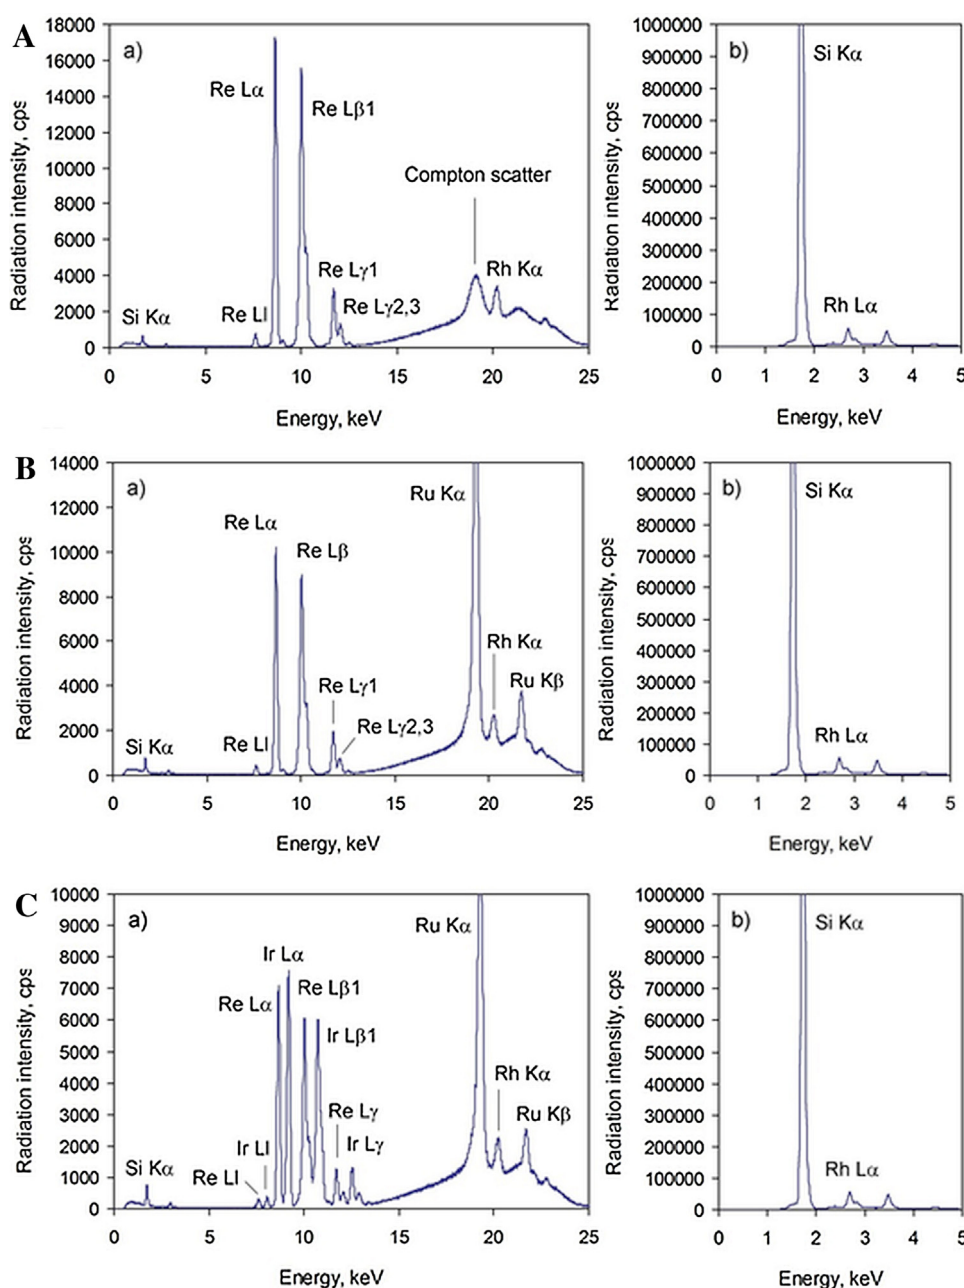 A
a)
Radiation intensity, cps
18000
16000
14000
12000
10000
8000
6000
4000
2000
0
Re Lα
Re Lβ1
Compton scatter
Re Lγ1
Rh Kα
Re Lγ2,3
Re Ll
Si Kα
0 5 10 15 20 25
Energy, keV
b)
Radiation intensity, cps
1000000
900000
800000
700000
600000
500000
400000
300000
200000
100000
0
Si Kα
Rh Lα
0 1 2 3 4 5
Energy, keV
B
a)
Radiation intensity, cps
14000
12000
10000
8000
6000
4000
2000
0
Ru Kα
Re Lα
Re Lβ
Rh Kα
Re Lγ1
Ru Kβ
Re Lγ2,3
Si Kα
Re Ll
0 5 10 15 20 25
Energy, keV
b)
Radiation intensity, cps
1000000
900000
800000
700000
600000
500000
400000
300000
200000
100000
0
Si Kα
Rh Lα
0 1 2 3 4 5
Energy, keV
C
a)
Radiation intensity, cps
10000
9000
8000
7000
6000
5000
4000
3000
2000
1000
0
Ru Kα
Ir Lα
Re Lα
Re Lβ1
Ir Lβ1
Rh Kα
Re Lγ
Ru Kβ
Ir Lγ
Ir Ll
Si Kα
Re Ll
0 5 10 15 20 25
Energy, keV
b)
Radiation intensity, cps
1000000
900000
800000
700000
600000
500000
400000
300000
200000
100000
0
Si Kα
Rh Lα
0 1 2 3 4 5
Energy, keV